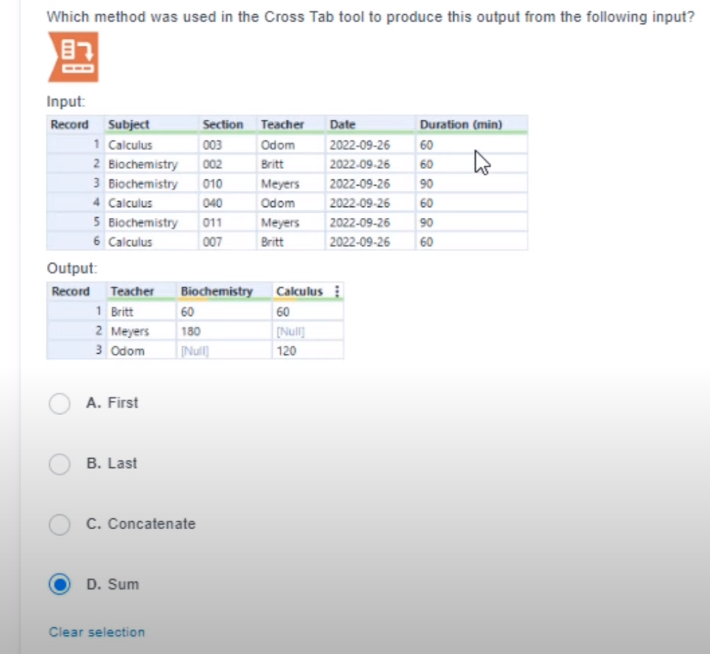 Which method was used in the Cross Tab tool to produce this output from the following input?
Input:
Record Subject Section Teacher Date Duration (min)
1 Calculus 003 Odom 2022-09-26 60
2 Biochemistry 002 Britt 2022-09-26 60
3 Biochemistry 010 Meyers 2022-09-26 90
4 Calculus 040 Odom 2022-09-26 60
5 Biochemistry 011 Meyers 2022-09-26 90
6 Calculus 007 Britt 2022-09-26 60
Output:
Record Teacher Biochemistry Calculus
1 Britt 60 60
2 Meyers 180 [Null]
3 Odom [Null] 120
A. First
B. Last
C. Concatenate
D. Sum
Clear selection